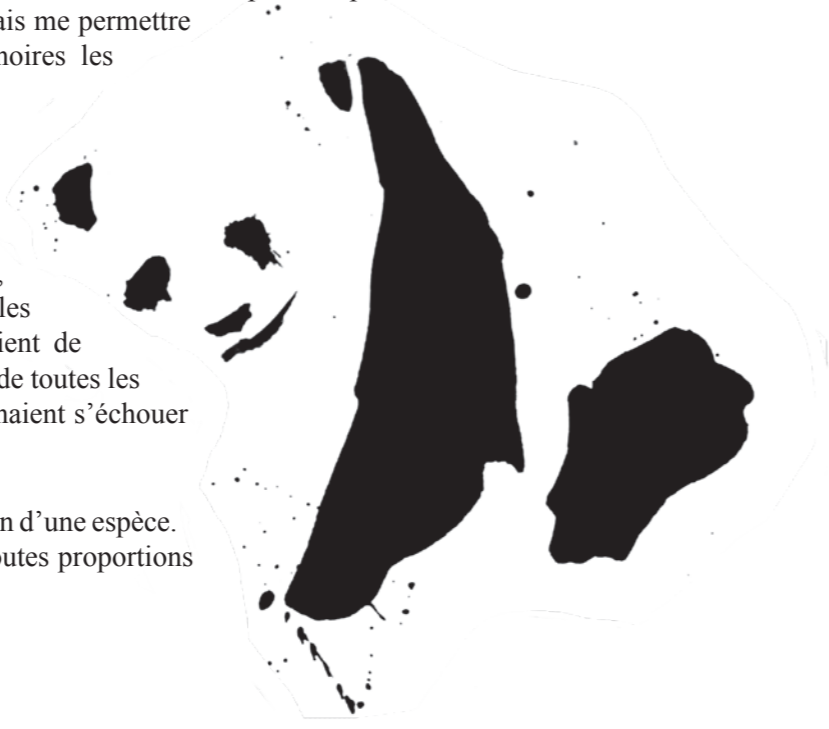 ais me permettre
noires les
,
les
ient de
de toutes les
naient s’échouer
n d’une espèce.
outes proportions